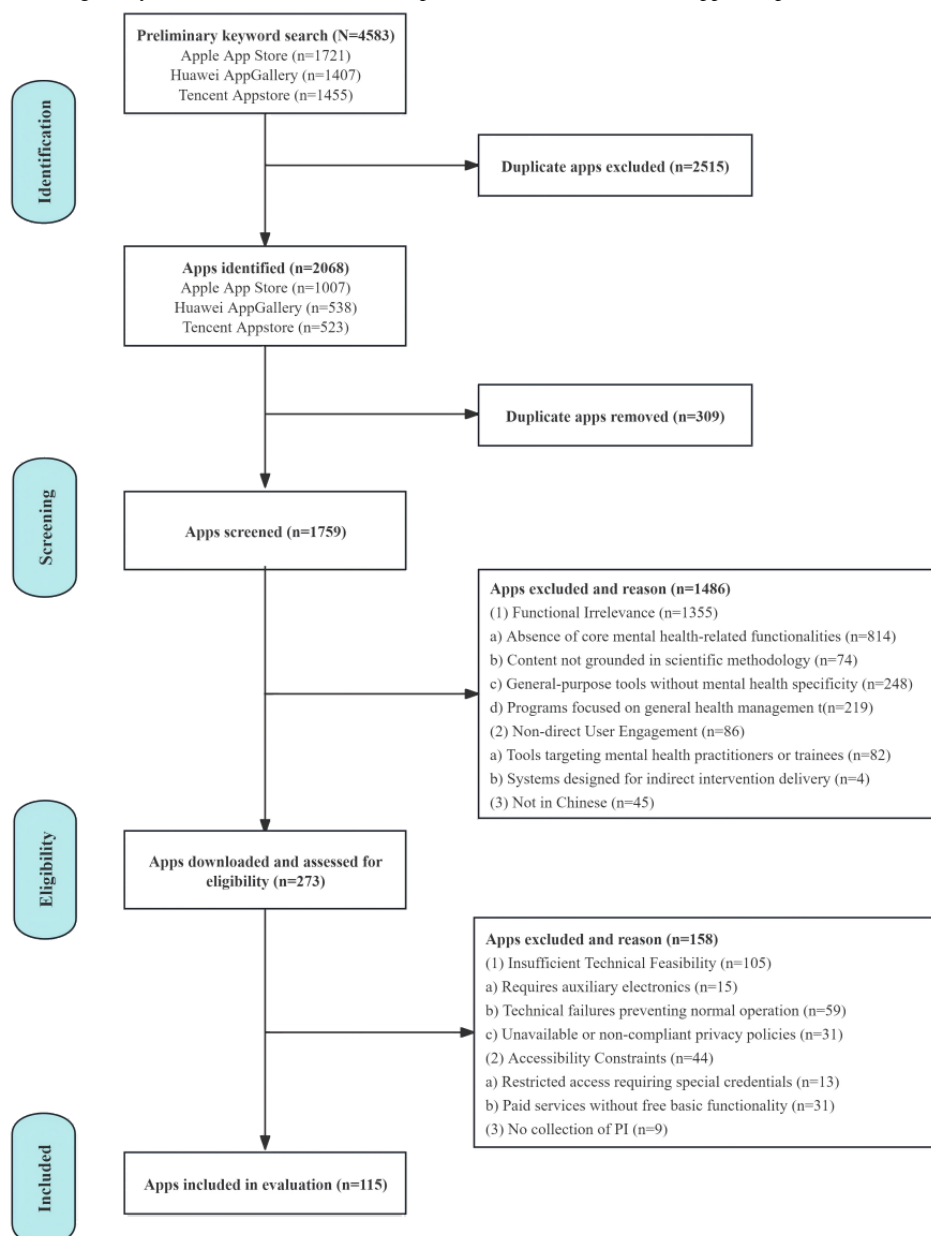 Preliminary keyword search (N=4583)
Apple App Store (n=1721)
Huawei AppGallery (n=1407)
Tencent Appstore (n=1455)
Identification
Duplicate apps excluded (n=2515)
Apps identified (n=2068)
Apple App Store (n=1007)
Huawei AppGallery (n=538)
Tencent Appstore (n=523)
Duplicate apps removed (n=309)
Screening
Apps screened (n=1759)
Apps excluded and reason (n=1486)
(1) Functional Irrelevance (n=1355)
a) Absence of core mental health-related functionalities (n=814)
b) Content not grounded in scientific methodology (n=74)
c) General-purpose tools without mental health specificity (n=248)
d) Programs focused on general health managemen t(n=219)
(2) Non-direct User Engagement (n=86)
a) Tools targeting mental health practitioners or trainees (n=82)
b) Systems designed for indirect intervention delivery (n=4)
(3) Not in Chinese (n=45)
Eligibility
Apps downloaded and assessed for
eligibility (n=273)
Apps excluded and reason (n=158)
(1) Insufficient Technical Feasibility (n=105)
a) Requires auxiliary electronics (n=15)
b) Technical failures preventing normal operation (n=59)
c) Unavailable or non-compliant privacy policies (n=31)
(2) Accessibility Constraints (n=44)
a) Restricted access requiring special credentials (n=13)
b) Paid services without free basic functionality (n=31)
(3) No collection of PI (n=9)
Included
Apps included in evaluation (n=115)